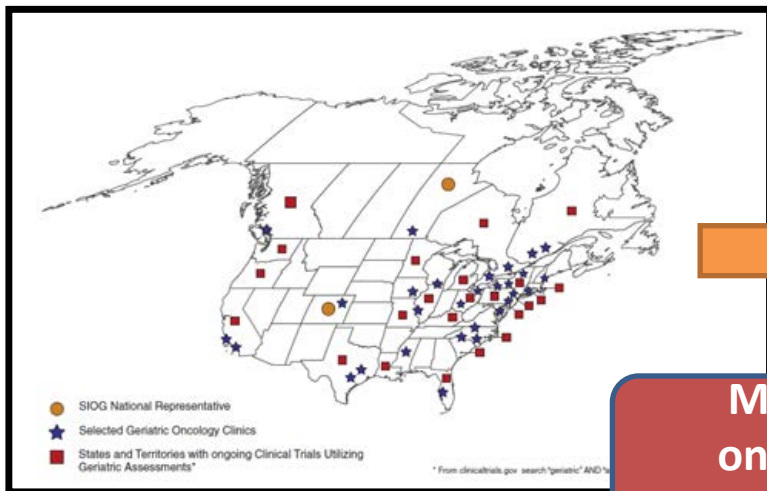 SIOG National Representative
Selected Geriatric Oncology Clinics
States and Territories with ongoing Clinical Trials Utilizing
Geriatric Assessments*
* From clinicaltrials.gov search "geriatric" AND
on